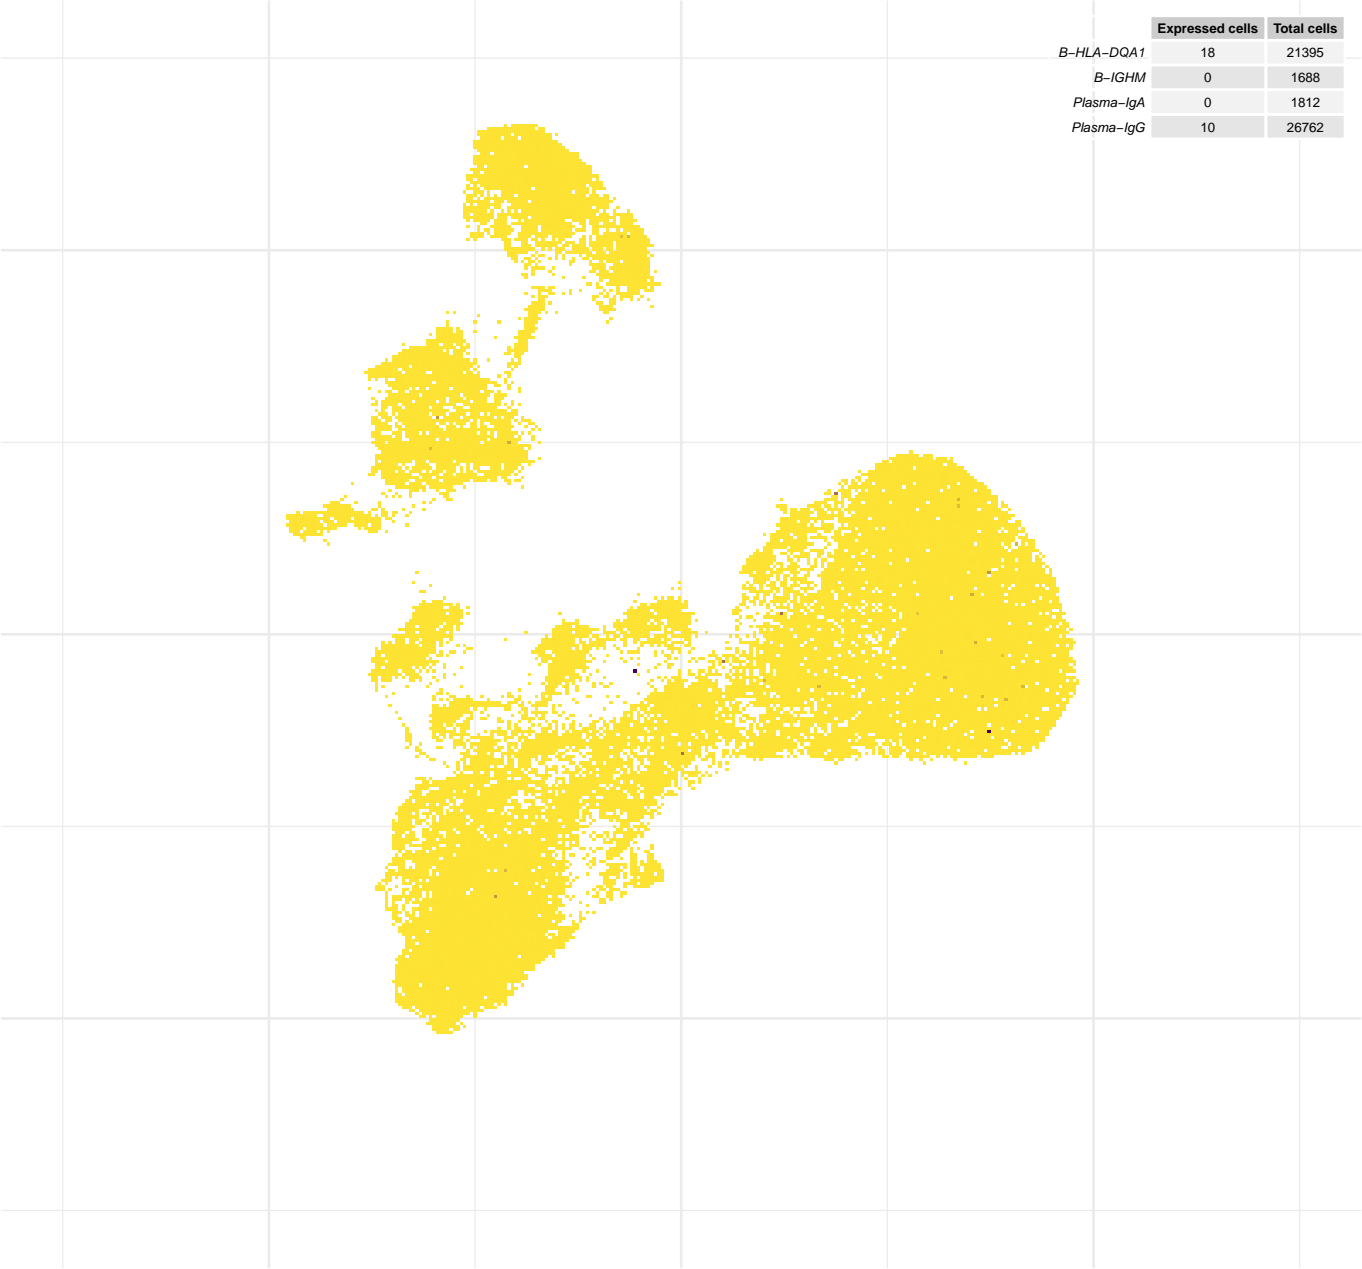 Expressed cells Total cells
B−HLA−DQA1 18 21395
B−IGHM 0 1688
Plasma−IgA 0 1812
Plasma−IgG 10 26762